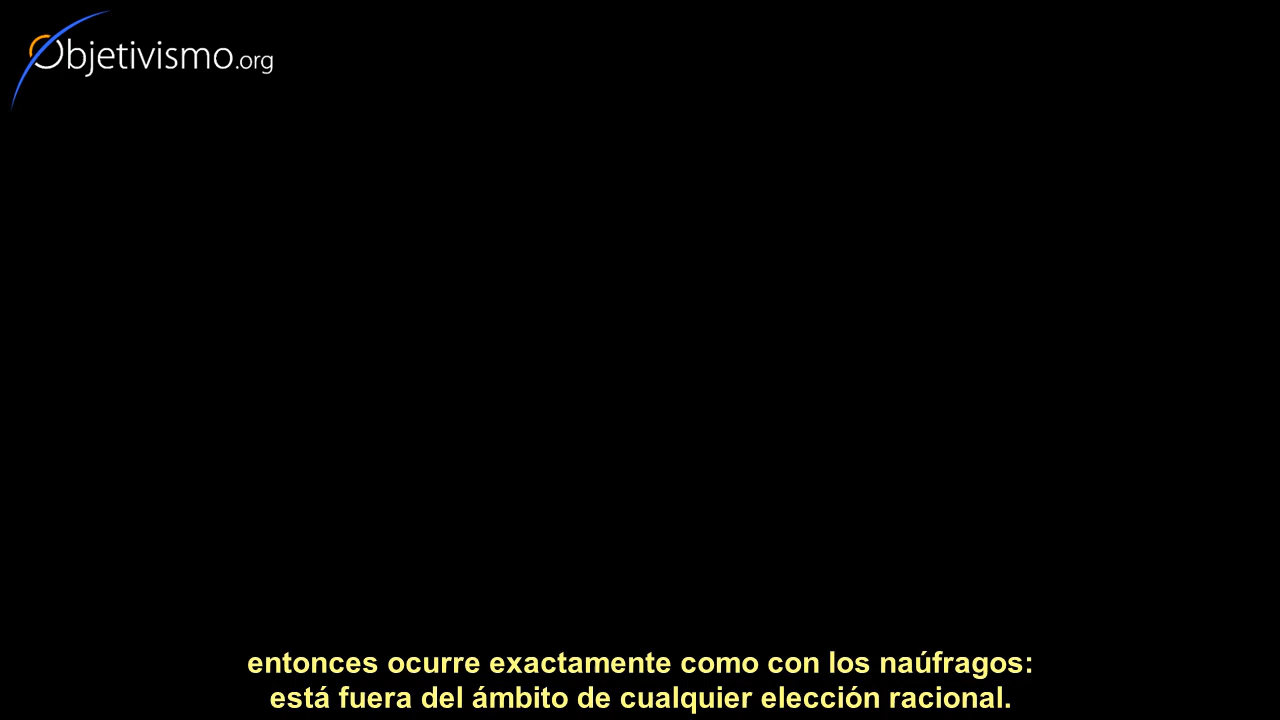 Objetivismo.org
entonces ocurre exactamente como con los naúfragos:
está fuera del ámbito de cualquier elección racional.